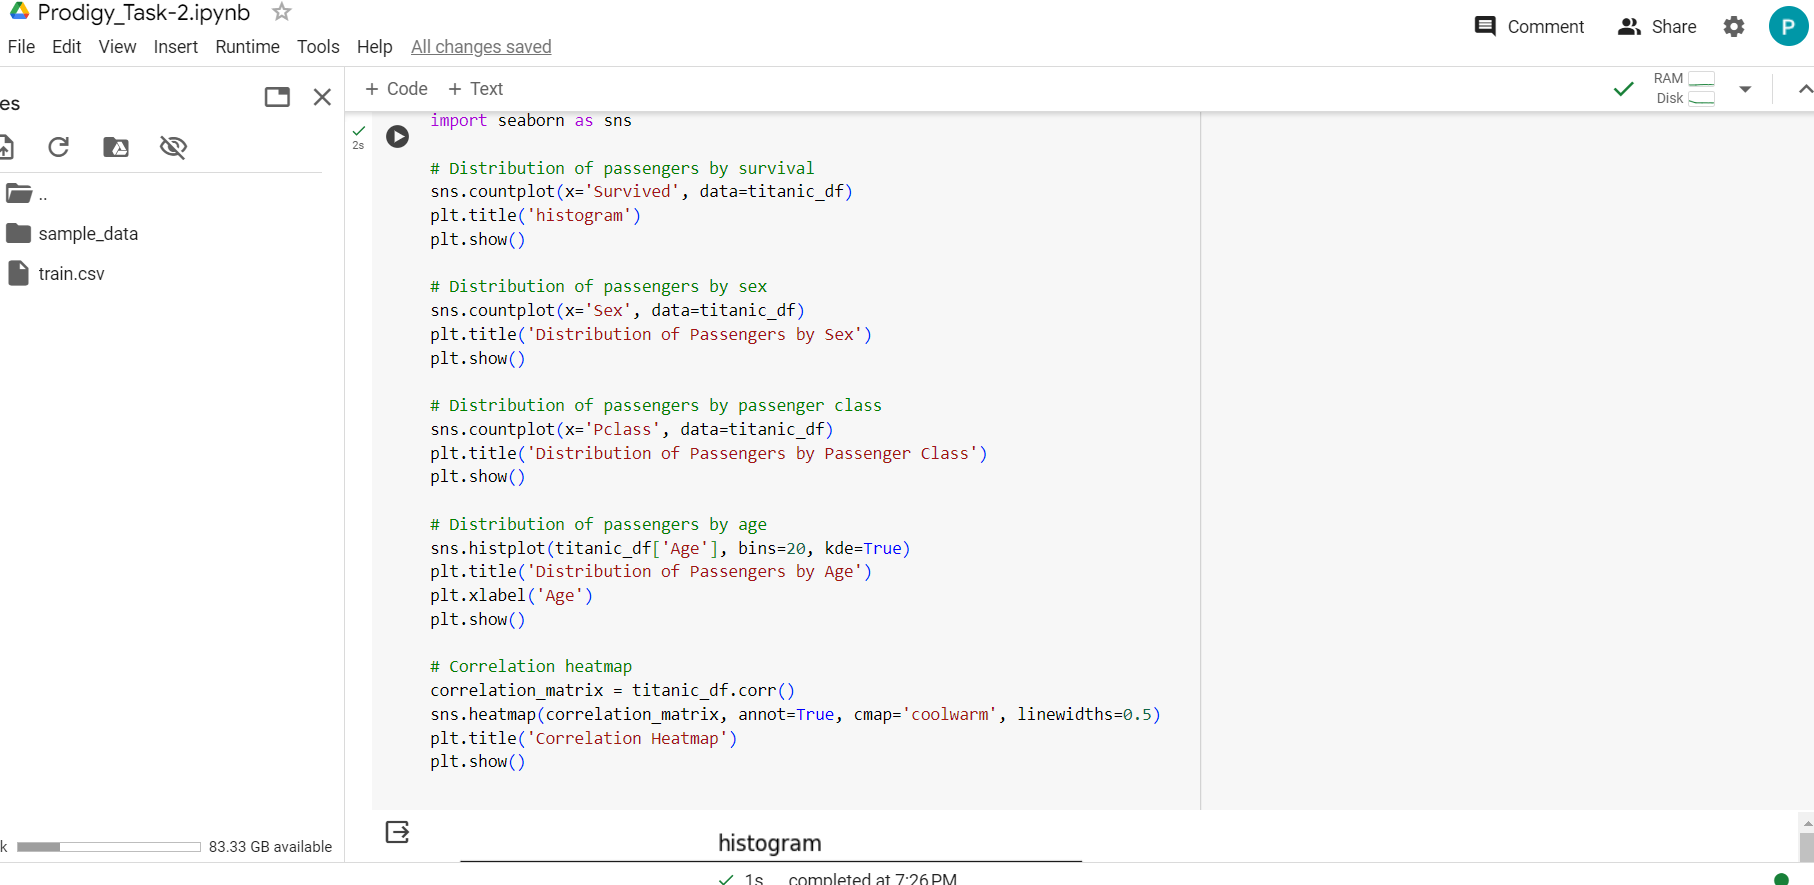 Prodigy_Task-2.ipynb
File Edit View Insert Runtime Tools Help All changes saved
Comment Share P
es
+ Code + Text
RAM
Disk
..
sample_data
train.csv
k 83.33 GB available
2s
import seaborn as sns
# Distribution of passengers by survival
sns.countplot(x='Survived', data=titanic_df)
plt.title('histogram')
plt.show()
# Distribution of passengers by sex
sns.countplot(x='Sex', data=titanic_df)
plt.title('Distribution of Passengers by Sex')
plt.show()
# Distribution of passengers by passenger class
sns.countplot(x='Pclass', data=titanic_df)
plt.title('Distribution of Passengers by Passenger Class')
plt.show()
# Distribution of passengers by age
sns.histplot(titanic_df['Age'], bins=20, kde=True)
plt.title('Distribution of Passengers by Age')
plt.xlabel('Age')
plt.show()
# Correlation heatmap
correlation_matrix = titanic_df.corr()
sns.heatmap(correlation_matrix, annot=True, cmap='coolwarm', linewidths=0.5)
plt.title('Correlation Heatmap')
plt.show()
histogram
1s completed at 7:26 PM